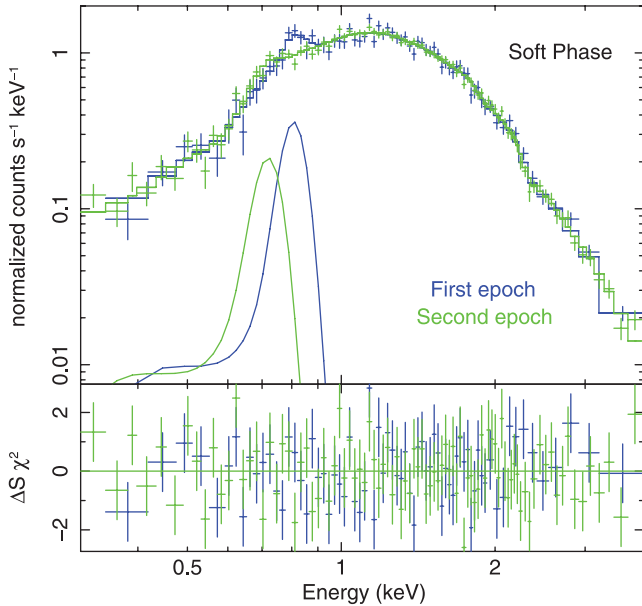 Soft Phase
normalized counts s⁻¹ keV⁻¹
1
0.1
0.01
First epoch
Second epoch
ΔS χ²
2
0
−2
0.5
1
2
Energy (keV)